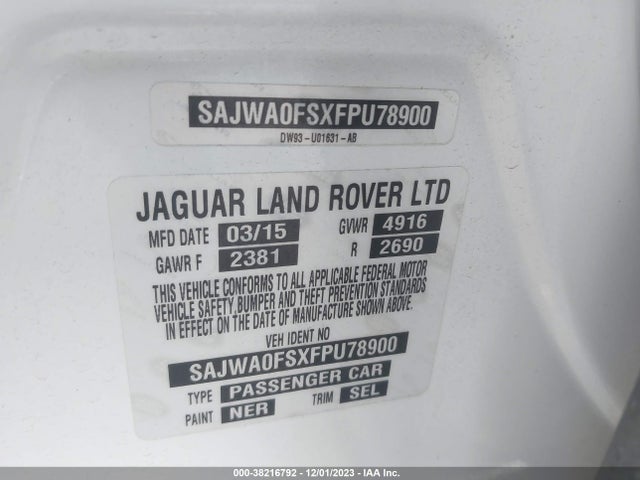 SAJWA0FSXFPU78900
DW93-U01631-AB
JAGUAR LAND ROVER LTD
MFD DATE 03/15 GVWR 4916
GAWR F 2381 R 2690
THIS VEHICLE CONFORMS TO ALL APPLICABLE FEDERAL MOTOR
VEHICLE SAFETY,BUMPER AND THEFT PREVENTION STANDARDS
IN EFFECT ON THE DATE OF MANUFACTURE SHOWN ABOVE.
VEH IDENT NO
SAJWA0FSXFPU78900
TYPE PASSENGER CAR
PAINT NER TRIM SEL
000-38216792 - 12/01/2023 - IAA Inc.